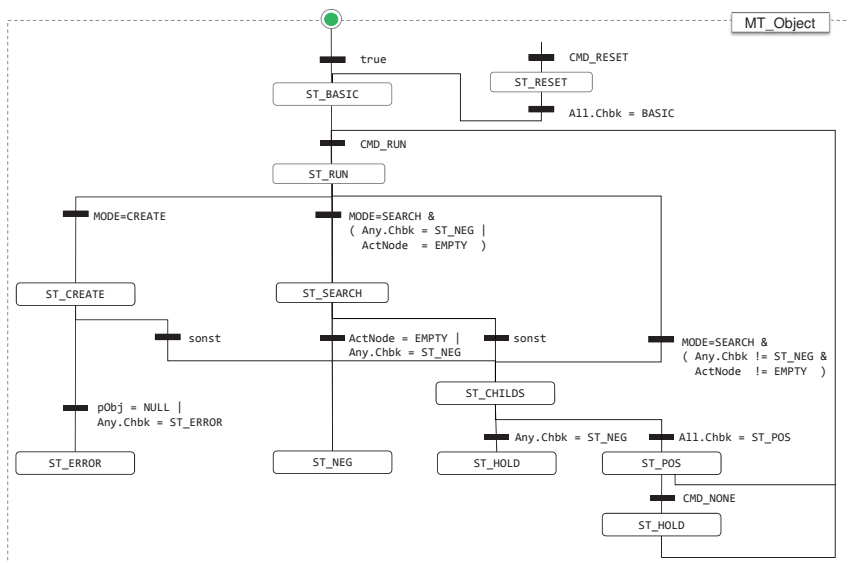 MT_Object
true
CMD_RESET
ST_BASIC
ST_RESET
All.Chbk = BASIC
CMD_RUN
ST_RUN
MODE=CREATE
MODE=SEARCH &
( Any.Chbk = ST_NEG |
ActNode = EMPTY )
ST_CREATE
ST_SEARCH
sonst
ActNode = EMPTY |
Any.Chbk = ST_NEG
sonst
MODE=SEARCH &
( Any.Chbk != ST_NEG &
ActNode != EMPTY )
ST_CHILDS
pObj = NULL |
Any.Chbk = ST_ERROR
Any.Chbk = ST_NEG
All.Chbk = ST_POS
ST_ERROR
ST_NEG
ST_HOLD
ST_POS
CMD_NONE
ST_HOLD